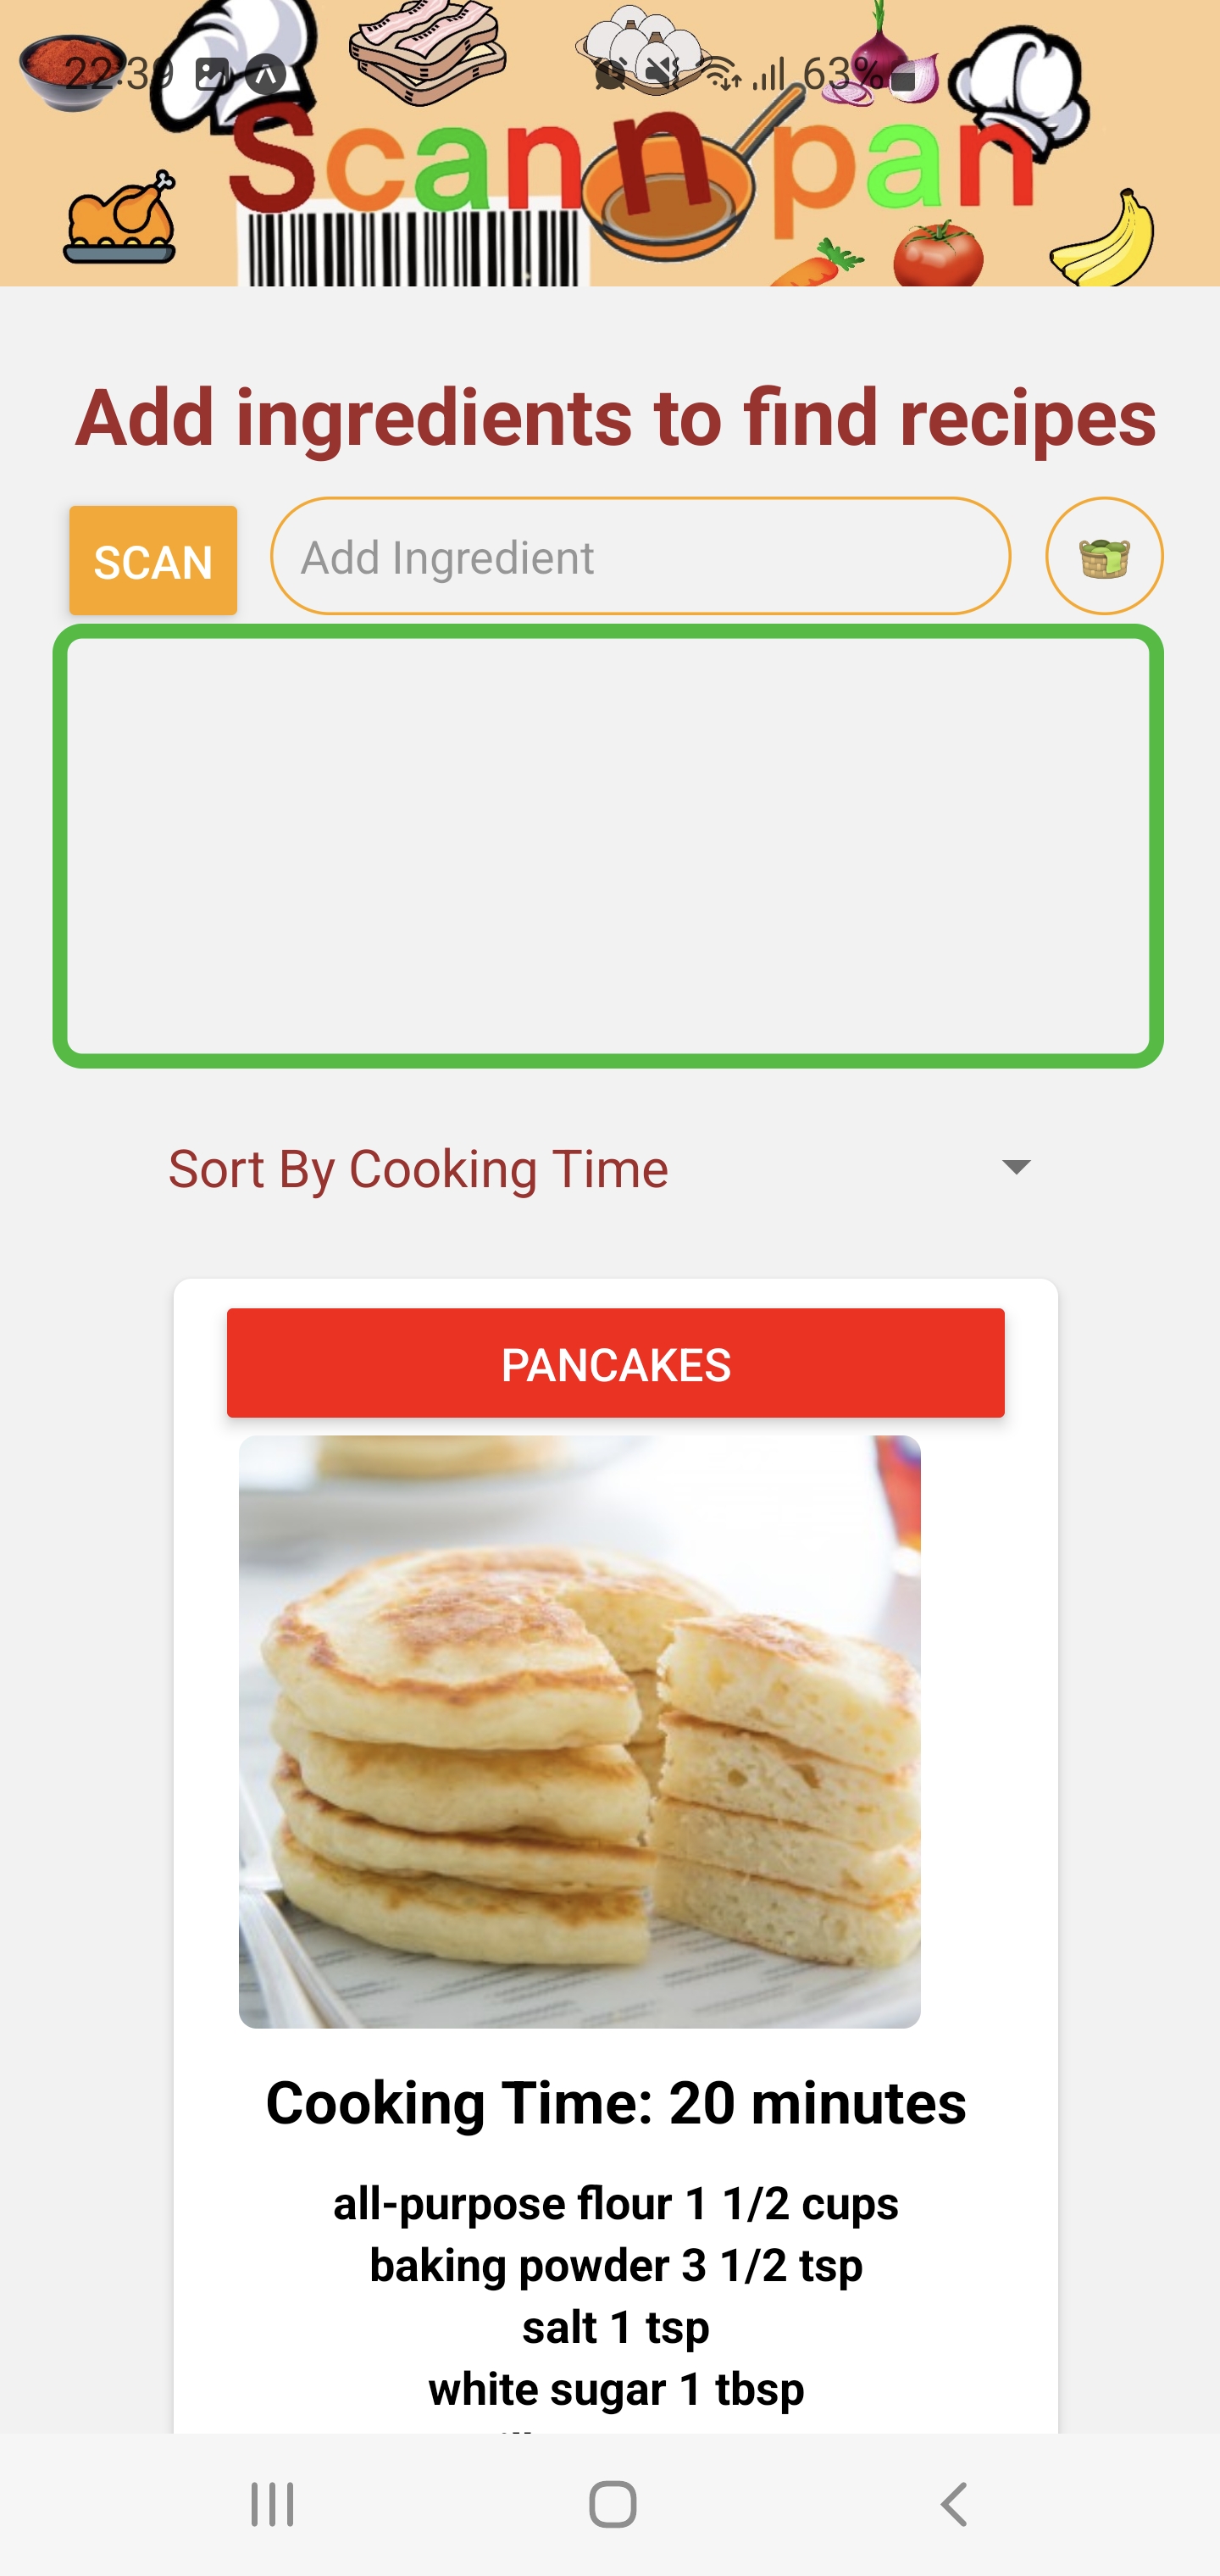 22:39 63%
Scan n pan
Add ingredients to find recipes
SCAN
Add Ingredient
Sort By Cooking Time
PANCAKES
Cooking Time: 20 minutes
all-purpose flour 1 1/2 cups
baking powder 3 1/2 tsp
salt 1 tsp
white sugar 1 tbsp